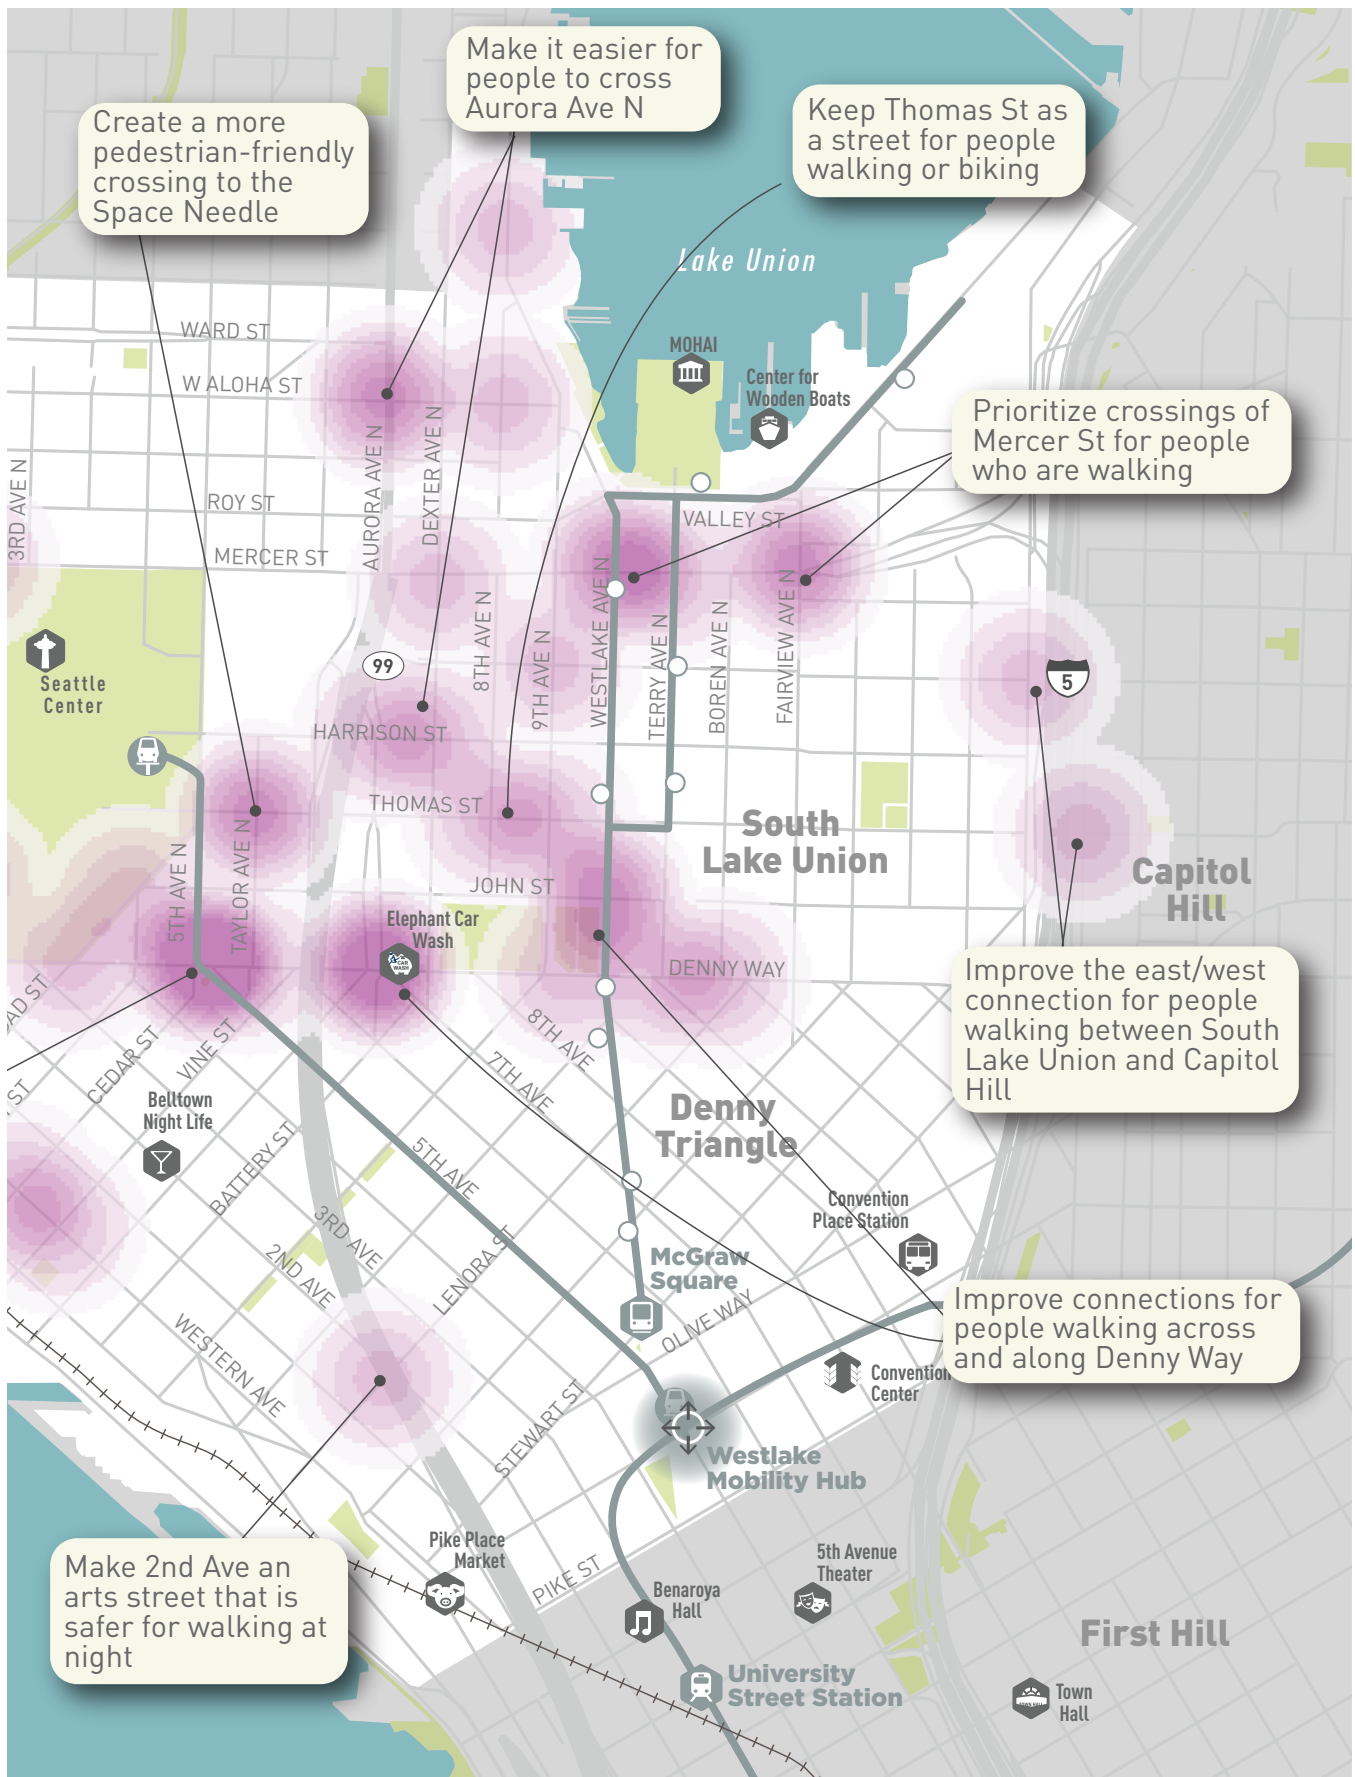 Make it easier for
people to cross
Aurora Ave N
Keep Thomas St as
a street for people
walking or biking
Create a more
pedestrian-friendly
crossing to the
Space Needle
Lake Union
WARD ST
MOHAI
W ALOHA ST
Center for
Wooden Boats
Prioritize crossings of
Mercer St for people
who are walking
3RD AVE N
AURORA AVE N
DEXTER AVE N
ROY ST
VALLEY ST
MERCER ST
8TH AVE N
9TH AVE N
WESTLAKE AVE N
TERRY AVE N
BOREN AVE N
FAIRVIEW AVE N
99
5
Seattle
Center
HARRISON ST
THOMAS ST
South
Lake Union
5TH AVE N
TAYLOR AVE N
JOHN ST
Capitol
Hill
Elephant Car
Wash
CAR
WASH
DENNY WAY
Improve the east/west
connection for people
walking between South
Lake Union and Capitol
Hill
AD ST
CEDAR ST
VINE ST
8TH AVE
7TH AVE
ST
Belltown
Night Life
Denny
Triangle
BATTERY ST
5TH AVE
3RD AVE
2ND AVE
LENORA ST
Convention
Place Station
McGraw
Square
OLIVE WAY
Improve connections for
people walking across
and along Denny Way
WESTERN AVE
Convention
Center
STEWART ST
Westlake
Mobility Hub
Pike Place
Market
PIKE ST
5th Avenue
Theater
Make 2nd Ave an
arts street that is
safer for walking at
night
Benaroya
Hall
First Hill
University
Street Station
TOWN HALL
Town
Hall